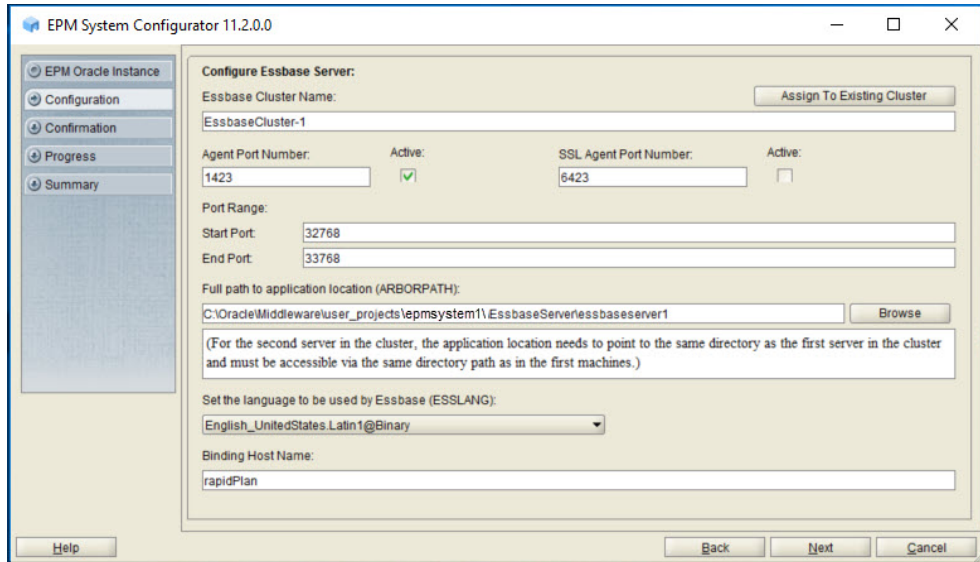 EPM System Configurator 11.2.0.0
EPM Oracle Instance
Configuration
Confirmation
Progress
Summary
Configure Essbase Server:
Essbase Cluster Name:
Assign To Existing Cluster
EssbaseCluster-1
Agent Port Number:
Active:
SSL Agent Port Number:
Active:
1423
6423
Port Range:
Start Port:
32768
End Port:
33768
Full path to application location (ARBORPATH):
C:\Oracle\Middleware\user_projects\epmsystem1\.EssbaseServer\essbaseserver1
Browse
(For the second server in the cluster, the application location needs to point to the same directory as the first server in the cluster
and must be accessible via the same directory path as in the first machines.)
Set the language to be used by Essbase (ESSLANG):
English_UnitedStates.Latin1@Binary
Binding Host Name:
rapidPlan
Help
Back
Next
Cancel